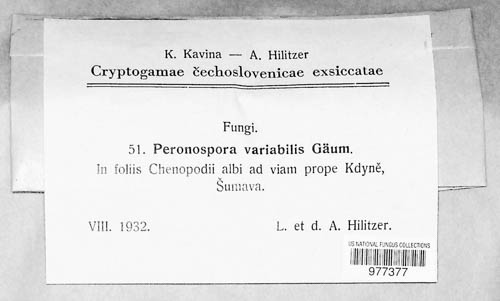 K. Kavina — A. Hilitzer
Cryptogamae čechoslovenicae exsiccatae
Fungi.
51. Peronospora variabilis Gäum.
In foliis Chenopodii albi ad viam prope Kdyně,
Šumava.
VIII. 1932. L. et d. A. Hilitzer.
US NATIONAL FUNGUS COLLECTIONS
977377